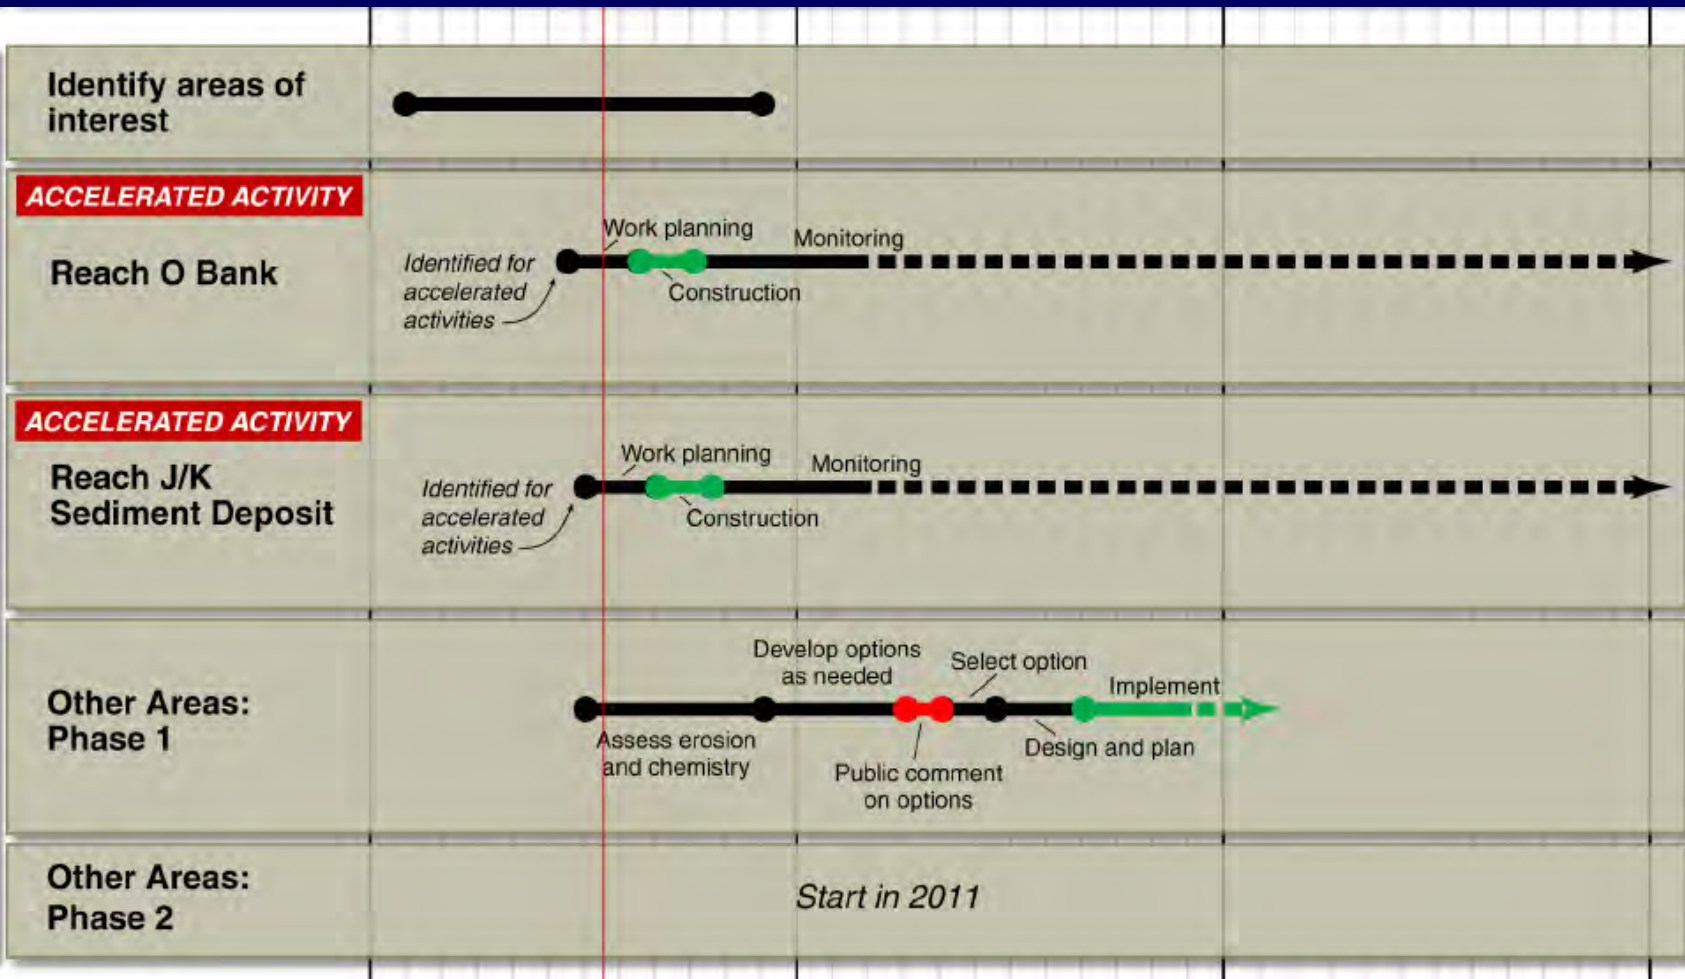 Identify areas of
interest
ACCELERATED ACTIVITY
Reach O Bank
Identified for
accelerated
activities
Work planning
Construction
Monitoring
ACCELERATED ACTIVITY
Reach J/K
Sediment Deposit
Identified for
accelerated
activities
Work planning
Construction
Monitoring
Other Areas:
Phase 1
Assess erosion
and chemistry
Develop options
as needed
Public comment
on options
Select option
Design and plan
Implement
Other Areas:
Phase 2
Start in 2011